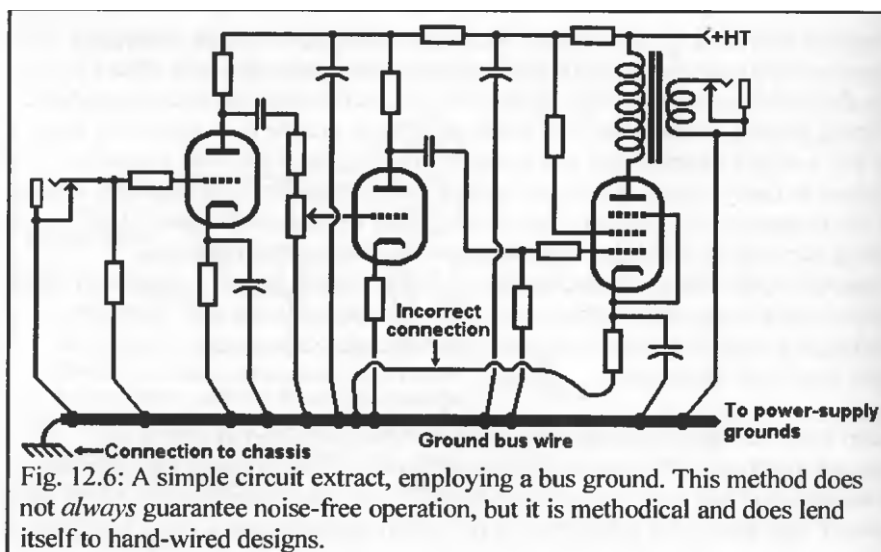 +HT
Incorrect
connection
To power-supply
grounds
Ground bus wire
Connection to chassis
Fig. 12.6: A simple circuit extract, employing a bus ground. This method does
not always guarantee noise-free operation, but it is methodical and does lend
itself to hand-wired designs.